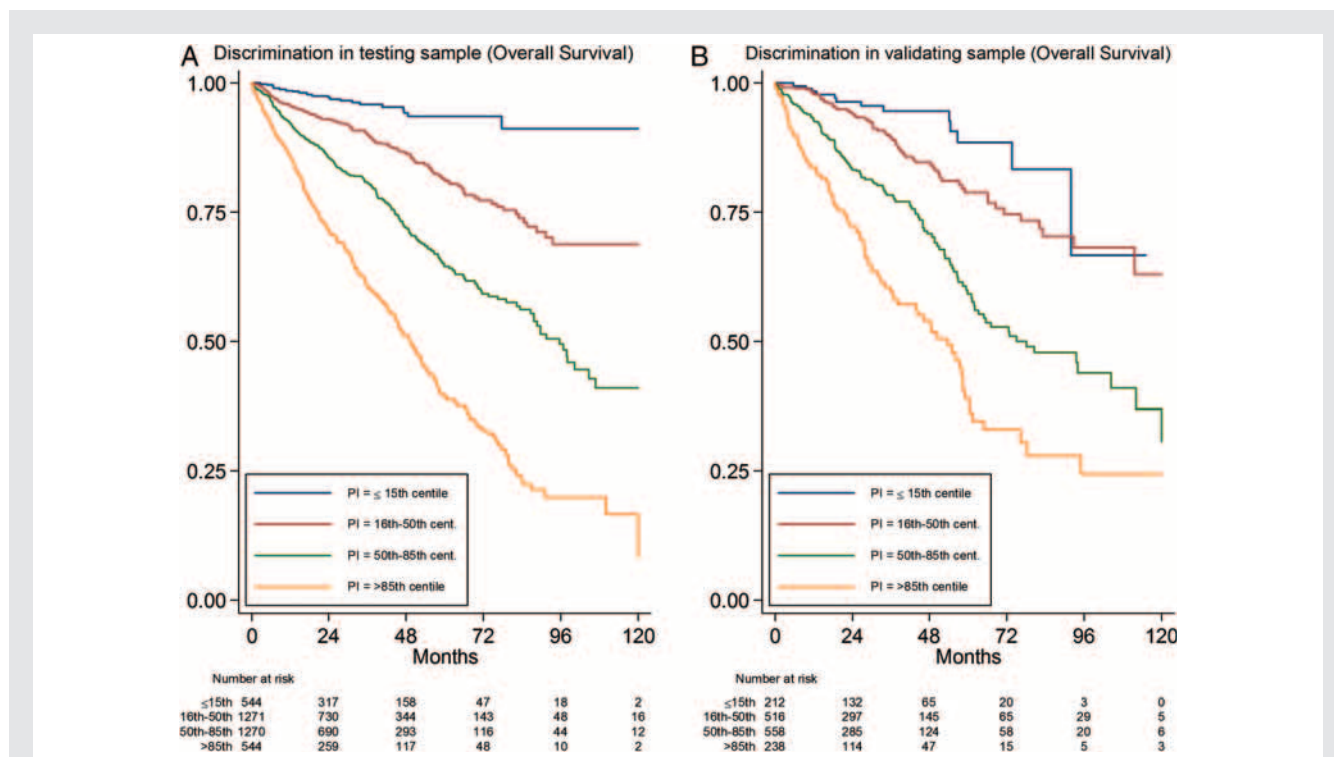 A Discrimination in testing sample (Overall Survival)
1.00
0.75
0.50
0.25
0.00
PI = ≤ 15th centile
PI = 16th-50th cent.
PI = 50th-85th cent.
PI = >85th centile
0 24 48 72 96 120
Months
Number at risk
≤15th 544 317 158 47 18 2
16th-50th 1271 730 344 143 48 16
50th-85th 1270 690 293 116 44 12
>85th 544 259 117 48 10 2
B Discrimination in validating sample (Overall Survival)
1.00
0.75
0.50
0.25
0.00
PI = ≤ 15th centile
PI = 16th-50th cent.
PI = 50th-85th cent.
PI = >85th centile
0 24 48 72 96 120
Months
Number at risk
≤15th 212 132 65 20 3 0
16th-50th 516 297 145 65 29 5
50th-85th 558 285 124 58 20 6
>85th 238 114 47 15 5 3